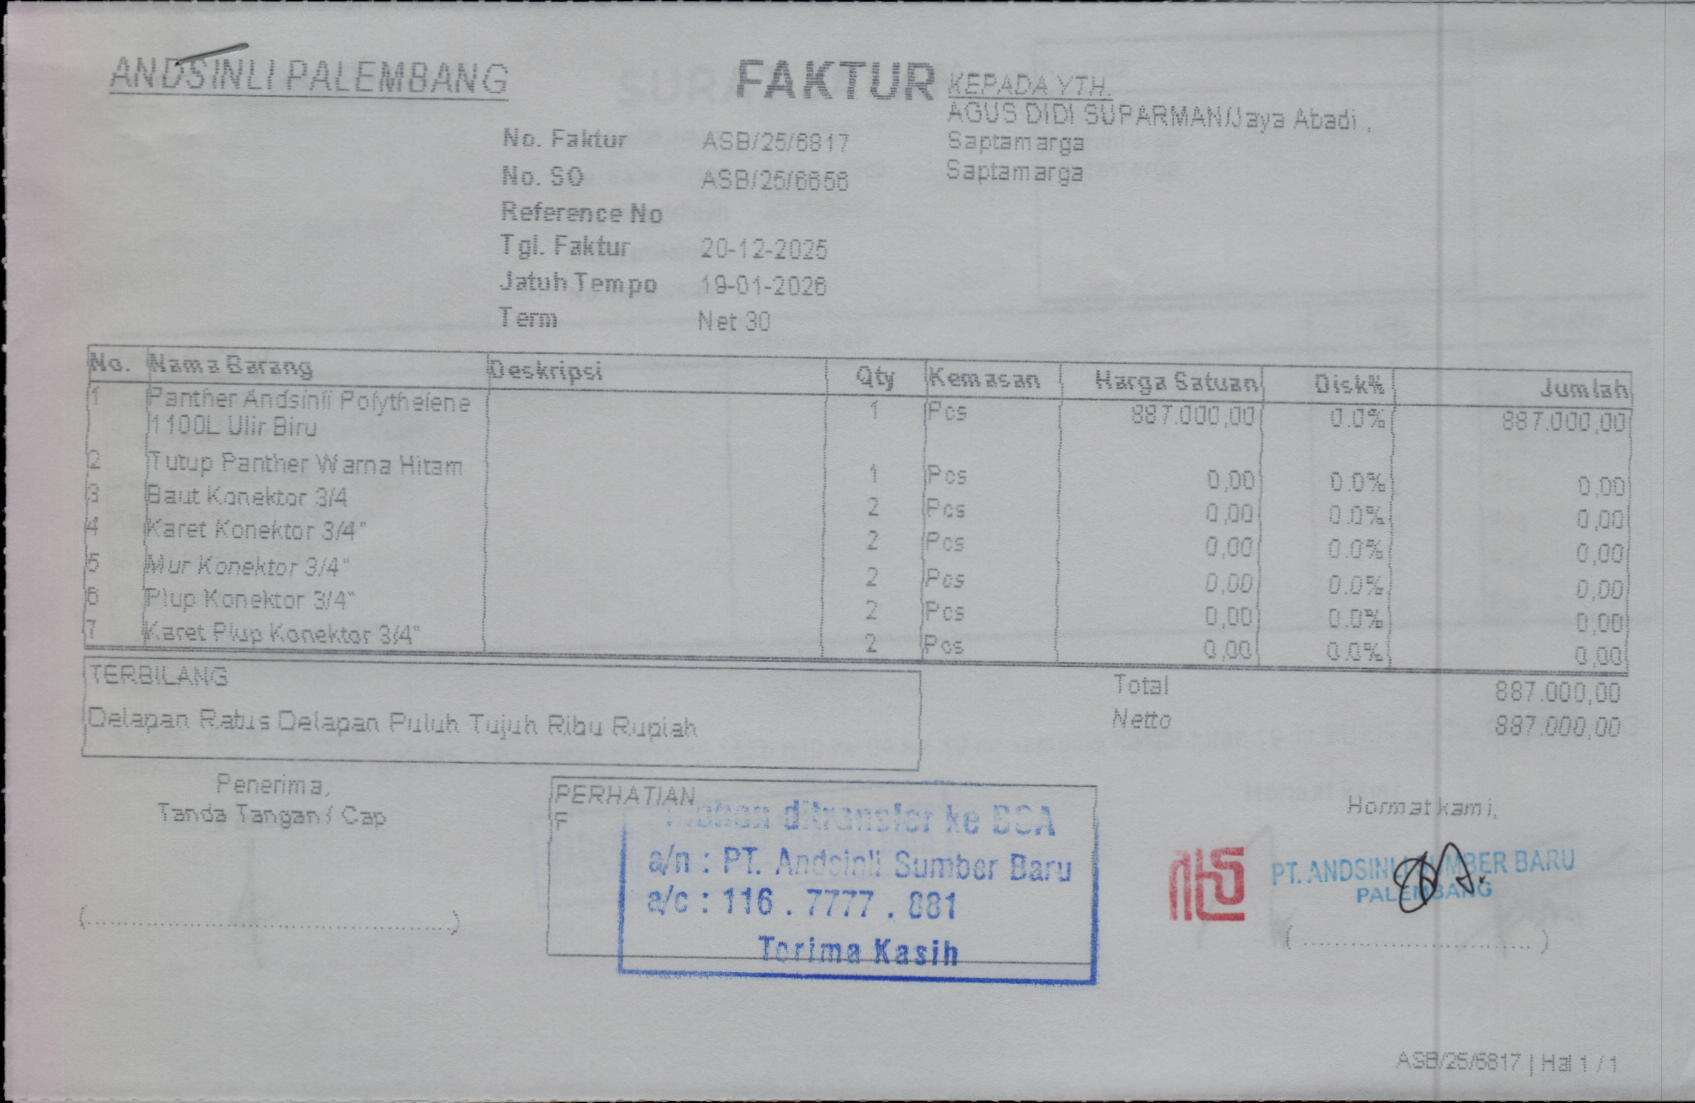 ANDSINLI PALEMBANG
FAKTUR
KEPADA YTH.
AGUS DIDI SUPARMAN/Jaya Abadi ,
Saptamarga
Saptamarga
No. Faktur ASB/25/6817
No. SO ASB/25/6656
Reference No
Tgl. Faktur 20-12-2025
Jatuh Tempo 19-01-2026
Term Net 30
No. Nama Barang Deskripsi Qty Kemasan Harga Satuan Disk% Jumlah
1 Panther Andsinli Polythelene 1 Pcs 887.000,00 0.0% 887.000,00
1100L Ulir Biru
2 Tutup Panther Warna Hitam 1 Pcs 0,00 0.0% 0,00
3 Baut Konektor 3/4 2 Pcs 0,00 0.0% 0,00
4 Karet Konektor 3/4" 2 Pcs 0,00 0.0% 0,00
5 Mur Konektor 3/4" 2 Pcs 0,00 0.0% 0,00
6 Plup Konektor 3/4" 2 Pcs 0,00 0.0% 0,00
7 Karet Plup Konektor 3/4" 2 Pcs 0,00 0.0% 0,00
TERBILANG
Delapan Ratus Delapan Puluh Tujuh Ribu Rupiah
Total 887.000,00
Netto 887.000,00
Penerima,
Tanda Tangan / Cap
(............................................)
PERHATIAN
F
Mohon ditransfer ke BCA
a/n : PT. Andsinli Sumber Baru
a/c : 116 . 7777 . 881
Terima Kasih
Hormat kami,
PT. ANDSINLI SUMBER BARU
PALEMBANG
( ............................ )
ASB/25/6817 | Hal 1 / 1